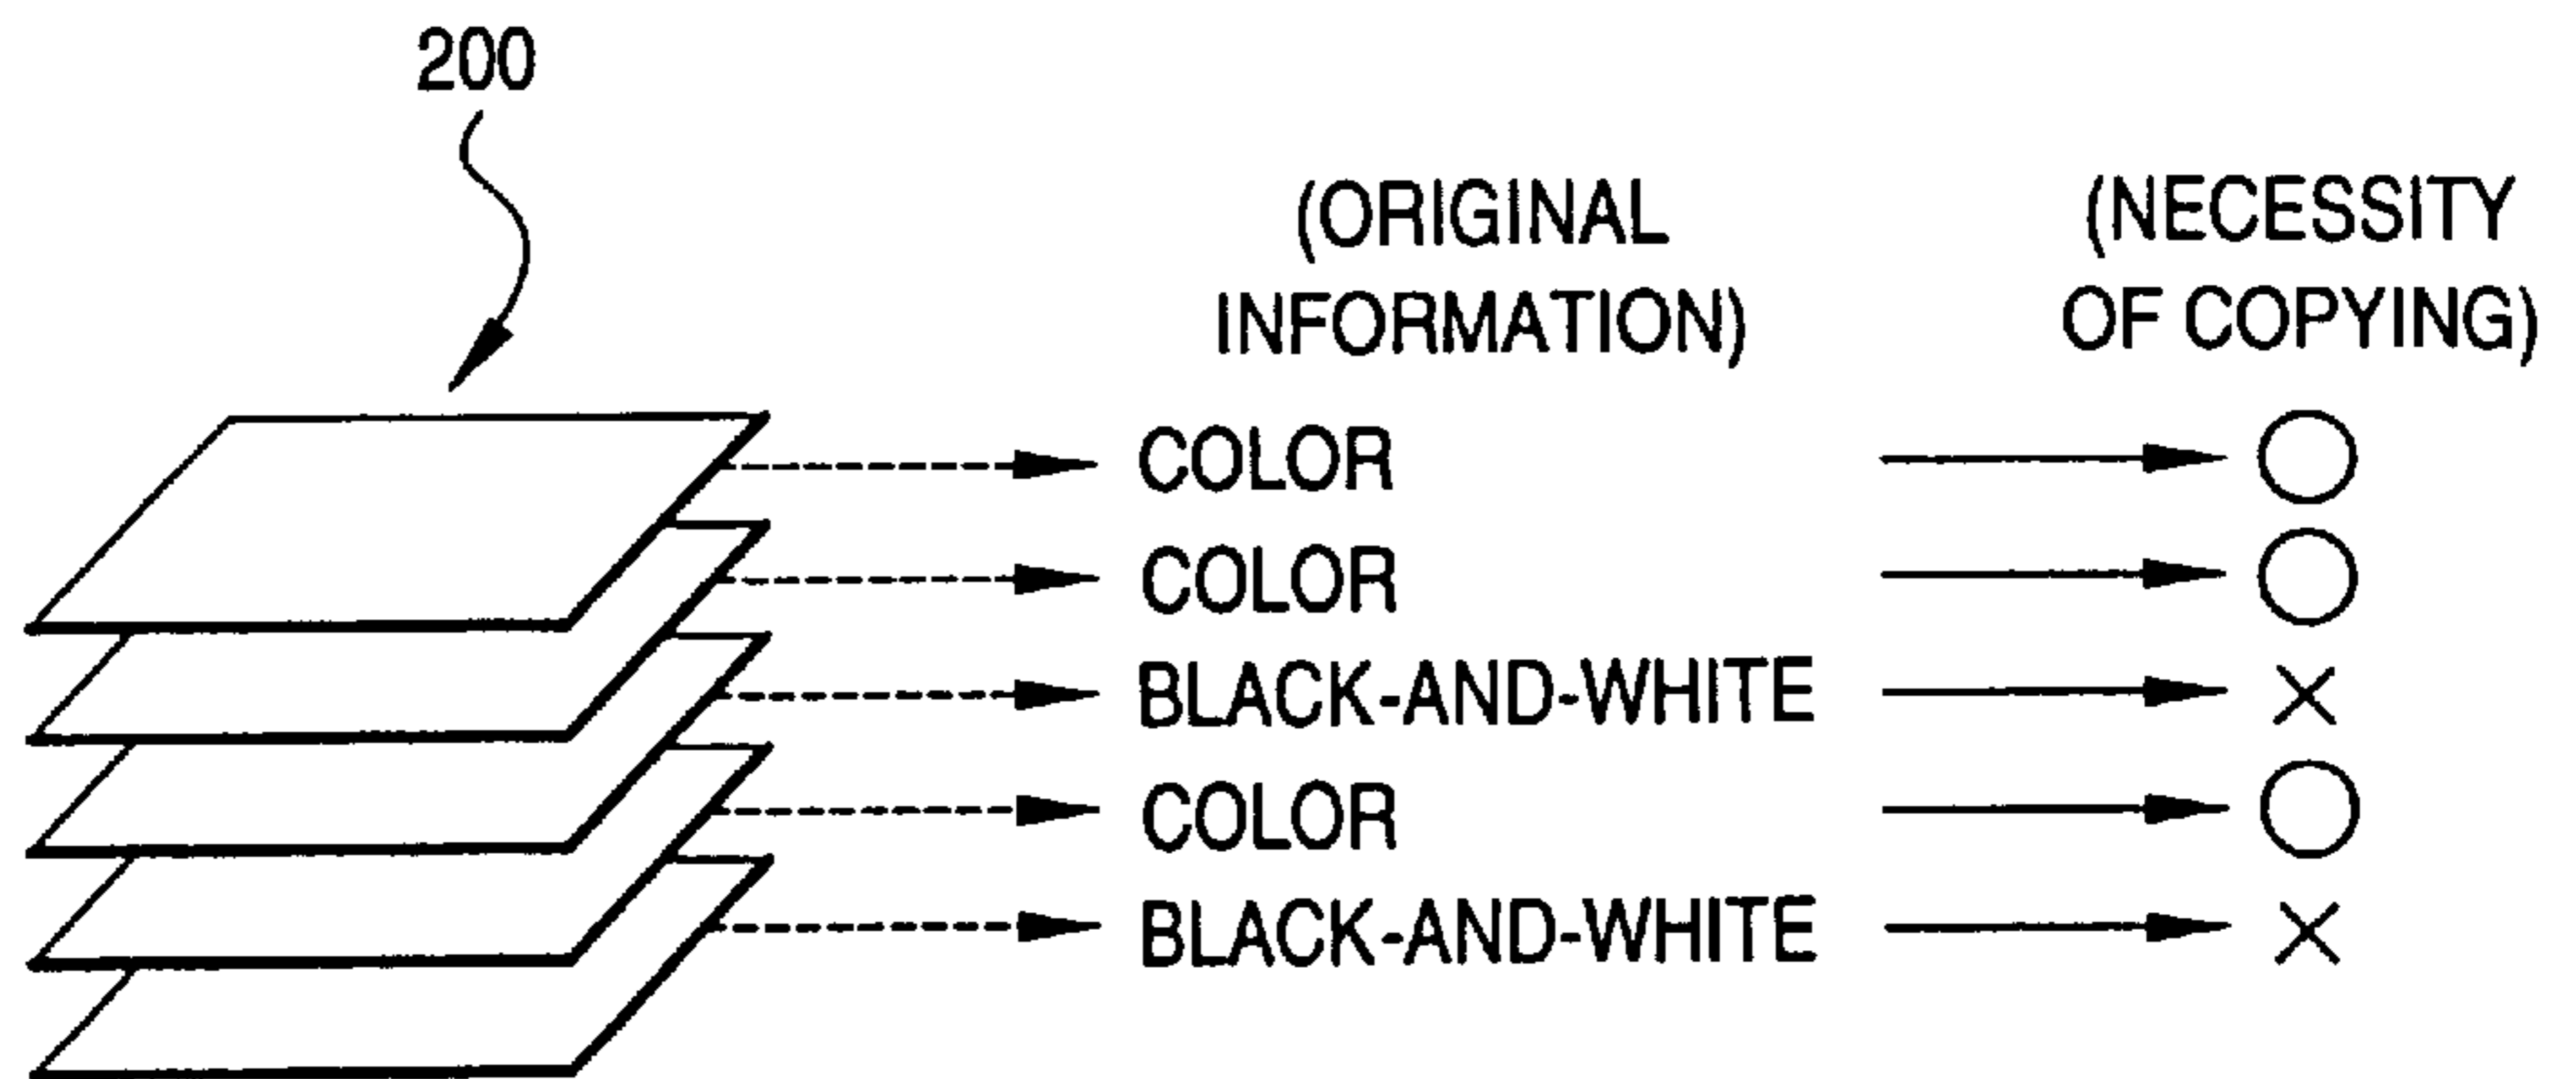 200
(ORIGINAL
INFORMATION)
(NECESSITY
OF COPYING)
COLOR
COLOR
BLACK-AND-WHITE
COLOR
BLACK-AND-WHITE